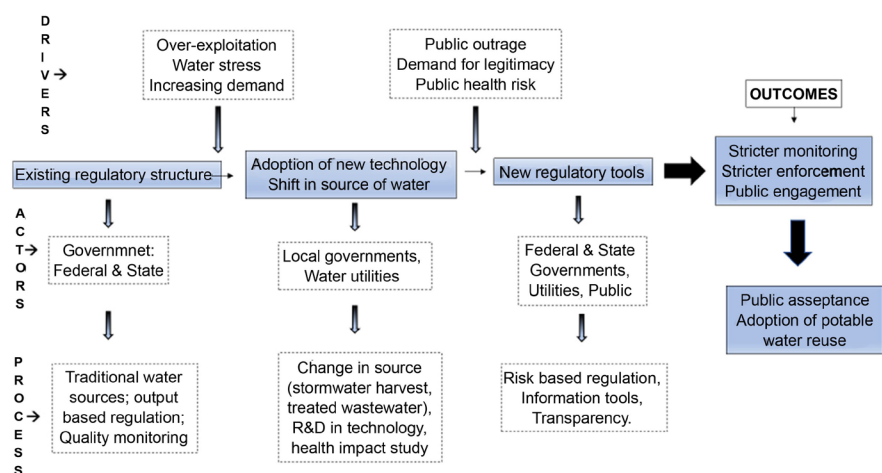 DRIVERS
Over-exploitation
Water stress
Increasing demand
Public outrage
Demand for legitimacy
Public health risk
OUTCOMES
Existing regulatory structure
Adoption of new technology
Shift in source of water
New regulatory tools
Stricter monitoring
Stricter enforcement
Public engagement
ACTORS
Governmnet:
Federal & State
Local governments,
Water utilities
Federal & State
Governments,
Utilities, Public
Public asseptance
Adoption of potable
water reuse
PROCESS
Traditional water
sources; output
based regulation;
Quality monitoring
Change in source
(stormwater harvest,
treated wastewater),
R&D in technology,
health impact study
Risk based regulation,
Information tools,
Transparency.